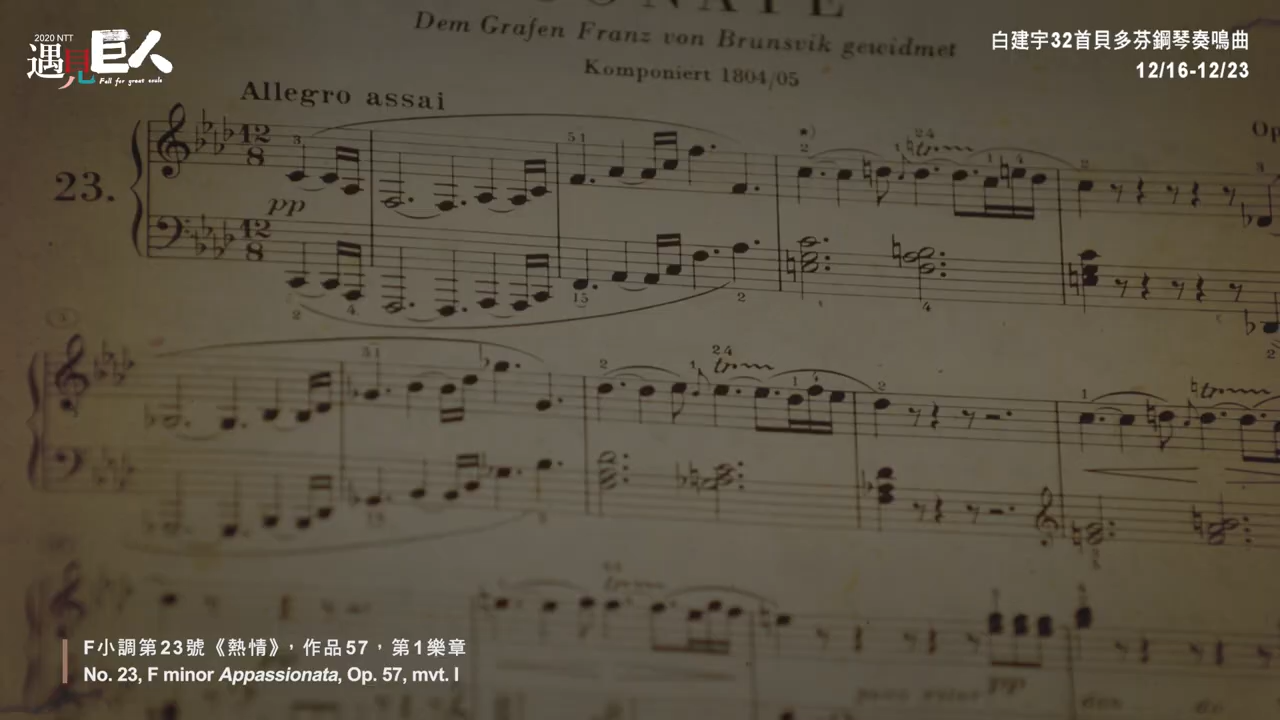 SONATE
Dem Grafen Franz von Brunsvik gewidmet
Komponiert 1804/05
2020 NTT
遇見巨人
Fall for great souls
白建宇32首貝多芬鋼琴奏鳴曲
12/16-12/23
Allegro assai
23.
pp
F小調第23號《熱情》，作品57，第1樂章
No. 23, F minor Appassionata, Op. 57, mvt. I